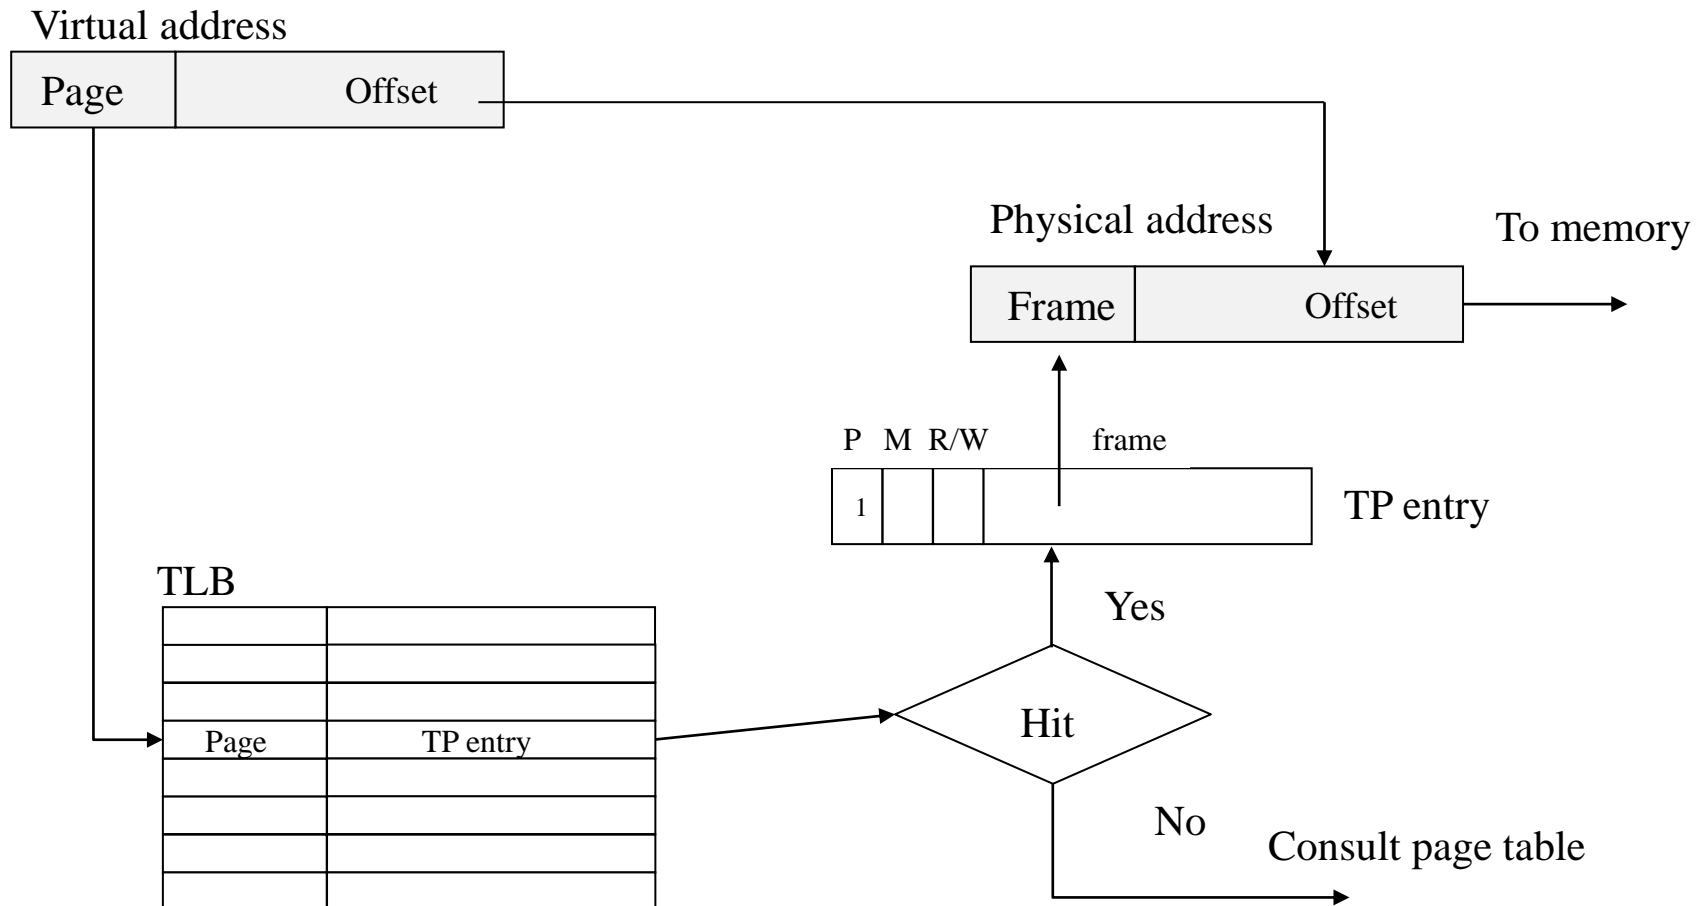 Virtual address
Page Offset
Physical address
To memory
Frame Offset
P M R/W frame
1
TP entry
TLB
Yes
Page TP entry
Hit
No
Consult page table